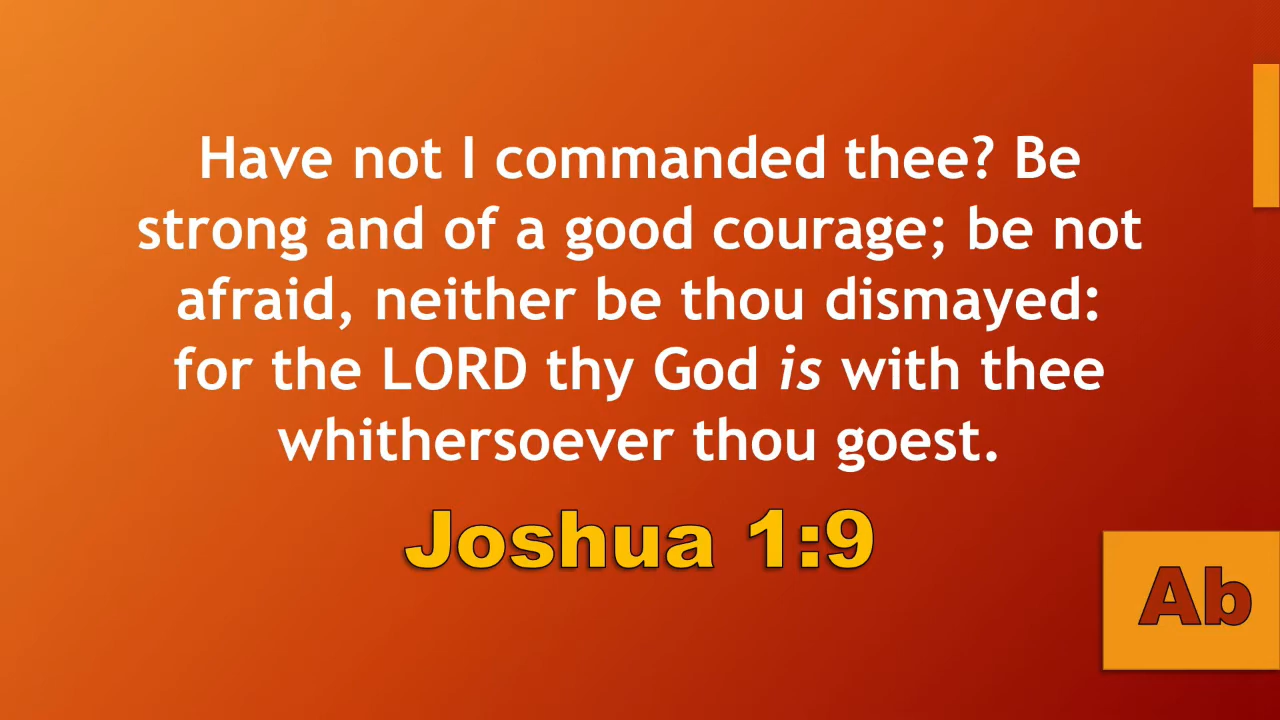 Have not I commanded thee? Be
strong and of a good courage; be not
afraid, neither be thou dismayed:
for the LORD thy God is with thee
whithersoever thou goest.
Joshua 1:9
Ab